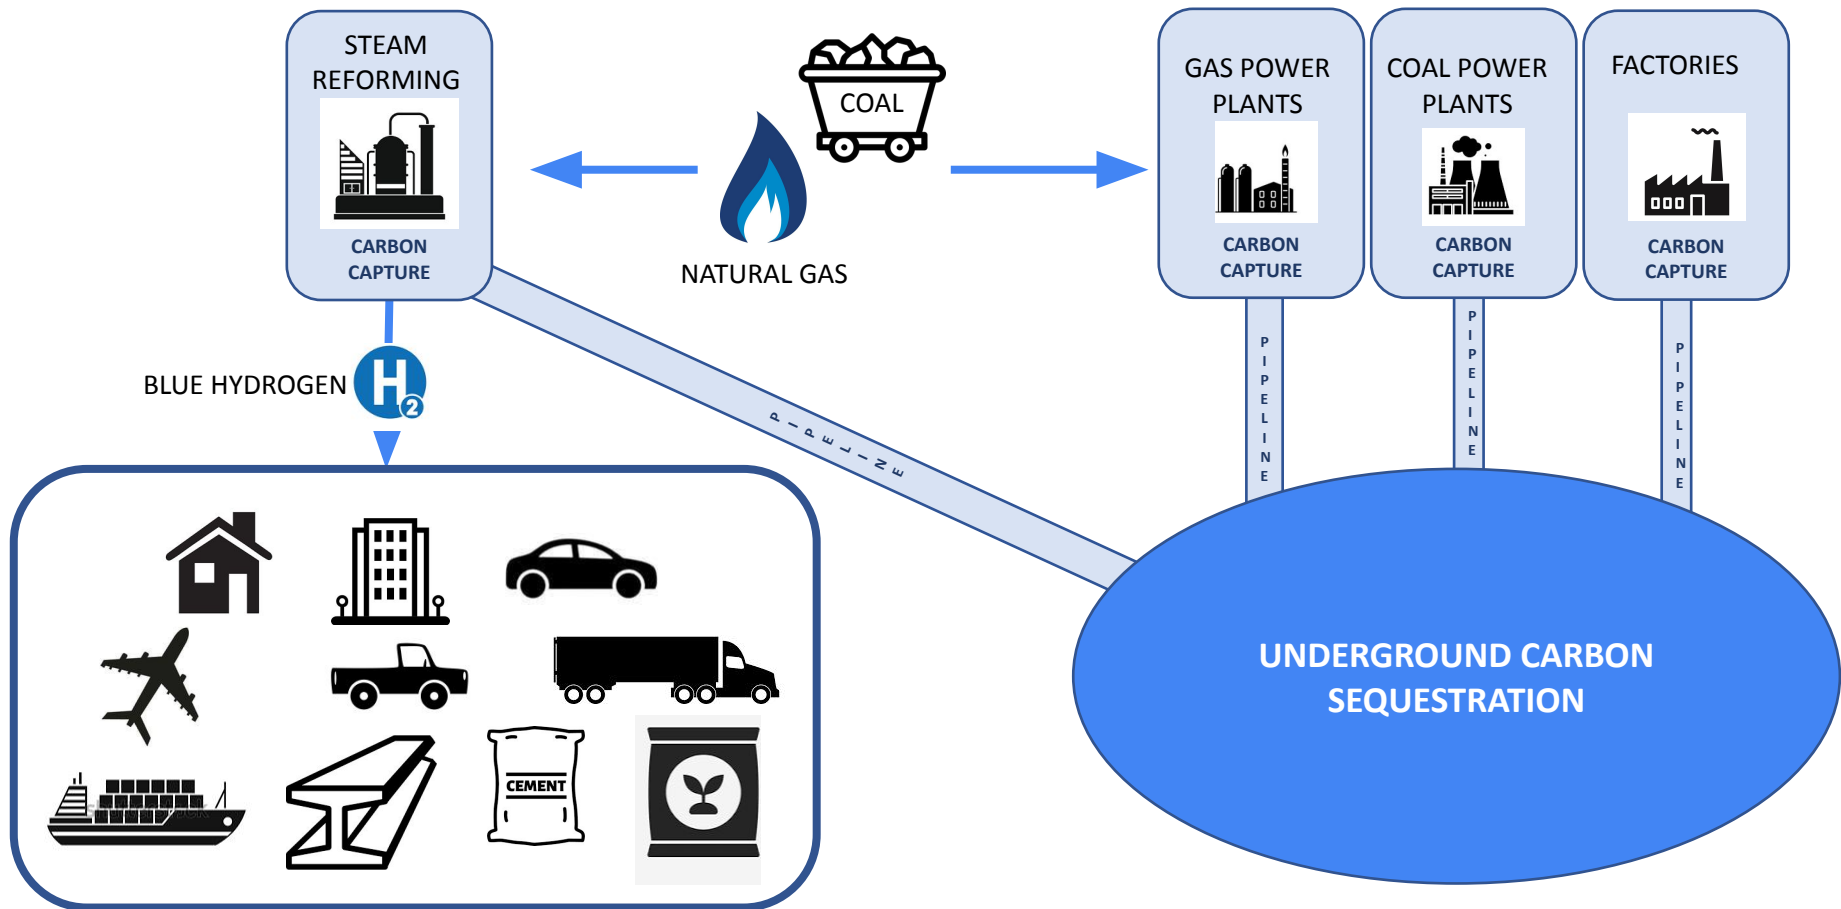 STEAM
REFORMING
CARBON
CAPTURE
COAL
NATURAL GAS
GAS POWER
PLANTS
CARBON
CAPTURE
COAL POWER
PLANTS
CARBON
CAPTURE
FACTORIES
CARBON
CAPTURE
BLUE HYDROGEN
H2
PIPELINE
PIPELINE
PIPELINE
PIPELINE
CEMENT
UNDERGROUND CARBON
SEQUESTRATION